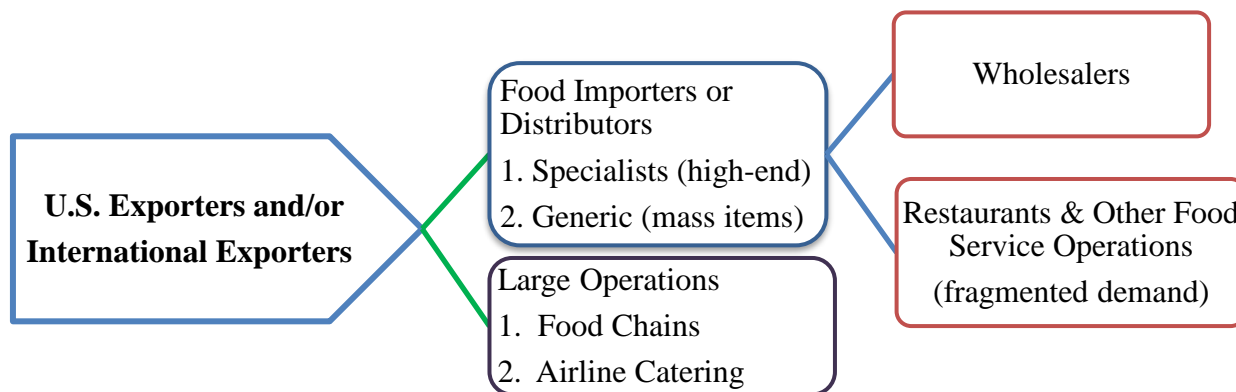 U.S. Exporters and/or
International Exporters
Food Importers or
Distributors
1. Specialists (high-end)
2. Generic (mass items)
Large Operations
1. Food Chains
2. Airline Catering
Wholesalers
Restaurants & Other Food
Service Operations
(fragmented demand)